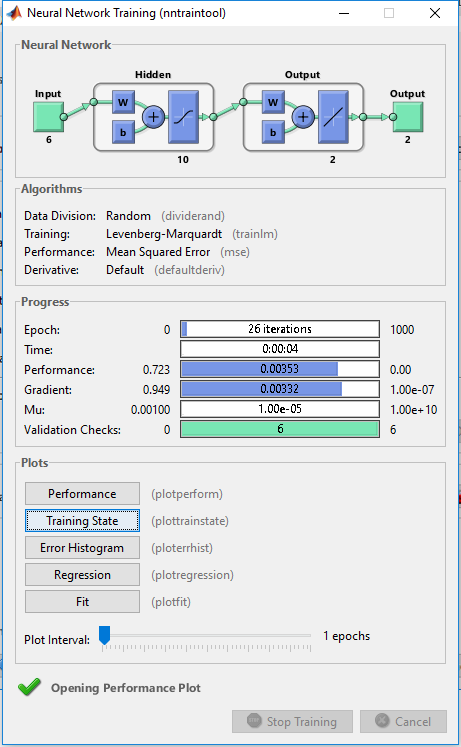 Neural Network Training (nntraintool)
Neural Network
Hidden Output
Input W b + W b + Output
6 10 2 2
Algorithms
Data Division: Random (dividerand)
Training: Levenberg-Marquardt (trainlm)
Performance: Mean Squared Error (mse)
Derivative: Default (defaultderiv)
Progress
Epoch: 0 26 iterations 1000
Time: 0:00:04
Performance: 0.723 0.00353 0.00
Gradient: 0.949 0.00332 1.00e-07
Mu: 0.00100 1.00e-05 1.00e+10
Validation Checks: 0 6 6
Plots
Performance (plotperform)
Training State (plottrainstate)
Error Histogram (ploterrhist)
Regression (plotregression)
Fit (plotfit)
Plot Interval: 1 epochs
Opening Performance Plot
Stop Training Cancel